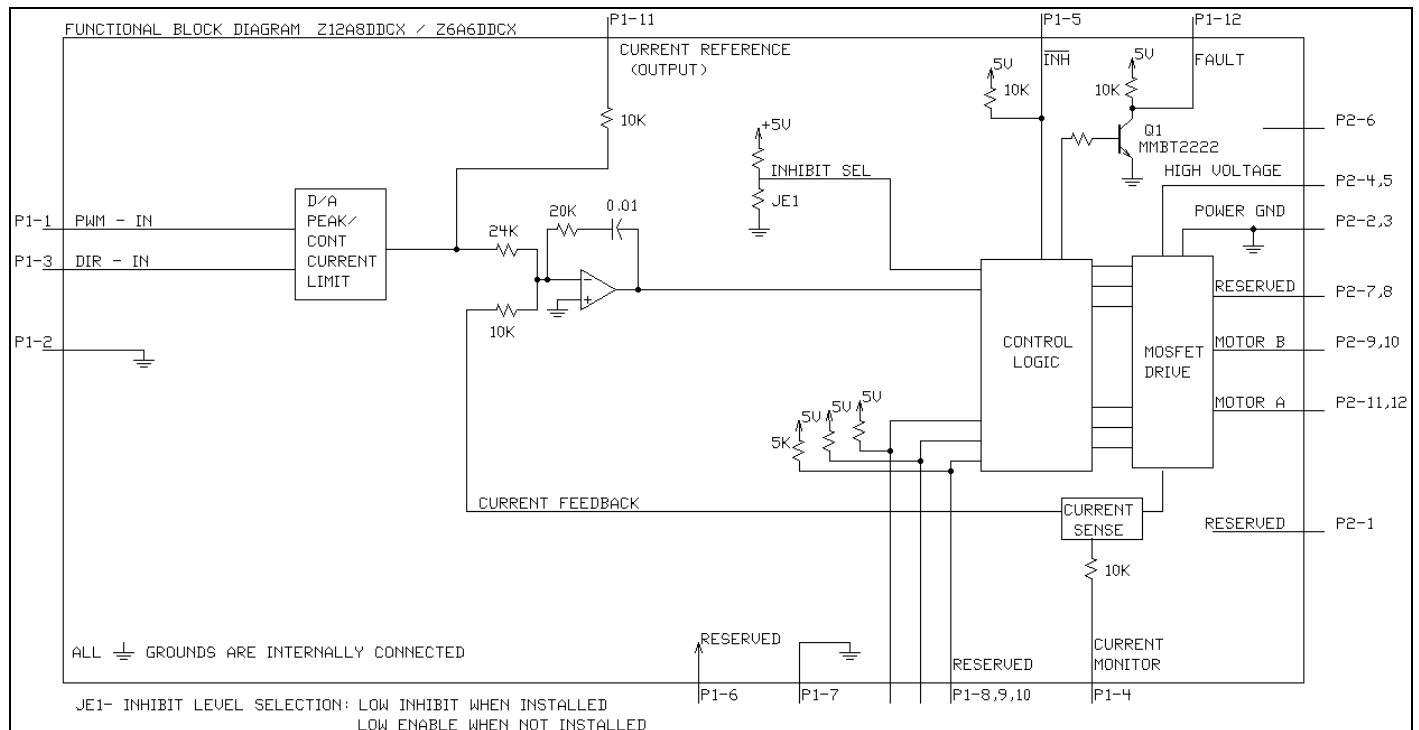 P1-11
P1-5
P1-12
FUNCTIONAL BLOCK DIAGRAM Z12A8DDCX / Z6A6DDCX
CURRENT REFERENCE
(OUTPUT)
5V
INH
5V
FAULT
10K
10K
10K
+5V
Q1
MMBT2222
P2-6
INHIBIT SEL
HIGH VOLTAGE
P2-4,5
JE1
D/A
PEAK/
CONT
CURRENT
LIMIT
P1-1
PWM - IN
20K
0.01
POWER GND
P2-2,3
24K
P1-3
DIR - IN
RESERVED
P2-7,8
10K
P1-2
CONTROL
LOGIC
MOSFET
DRIVE
MOTOR B
P2-9,10
5V
5V
5V
MOTOR A
P2-11,12
5K
CURRENT FEEDBACK
CURRENT
SENSE
RESERVED
P2-1
10K
ALL GROUNDS ARE INTERNALLY CONNECTED
RESERVED
RESERVED
CURRENT
MONITOR
P1-6
P1-7
P1-8,9,10
P1-4
JE1- INHIBIT LEVEL SELECTION: LOW INHIBIT WHEN INSTALLED
LOW ENABLE WHEN NOT INSTALLED